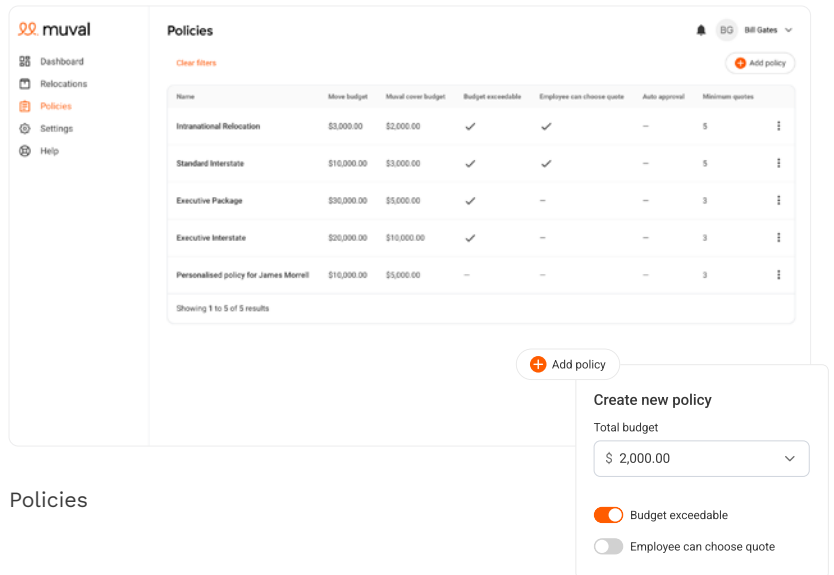 muval
Policies
BG Bill Gates
Dashboard
Clear filters
Add policy
Relocations
Policies
Settings
Help
Name Move budget Muval cover budget Budget exceedable Employee can choose quote Auto approval Minimum quotes
Intranational Relocation $3,000.00 $2,000.00 – 5
Standard Interstate $10,000.00 $3,000.00 – 5
Executive Package $30,000.00 $5,000.00 – – 3
Executive Interstate $20,000.00 $10,000.00 – – 3
Personalised policy for James Morrell $10,000.00 $5,000.00 – – – 3
Showing 1 to 5 of 5 results
Add policy
Create new policy
Total budget
$ 2,000.00
Policies
Budget exceedable
Employee can choose quote